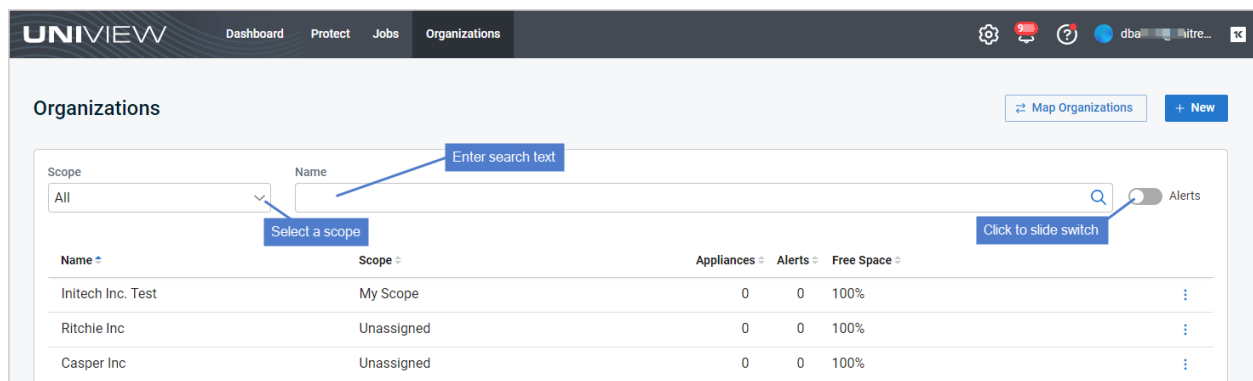 UNIVIEW Dashboard Protect Jobs Organizations
Organizations Map Organizations + New
Enter search text
Scope Name
All Alerts
Select a scope Click to slide switch
Name Scope Appliances Alerts Free Space
Initech Inc. Test My Scope 0 0 100%
Ritchie Inc Unassigned 0 0 100%
Casper Inc Unassigned 0 0 100%